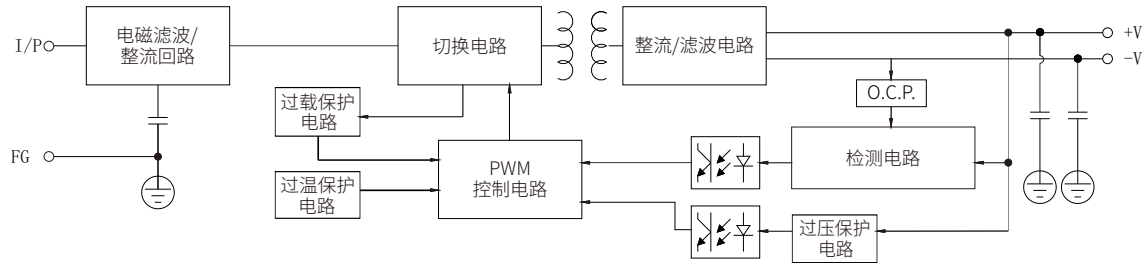 I/P
电磁滤波/
整流回路
切换电路
整流/滤波电路
+V
-V
O.C.P.
过载保护
电路
检测电路
FG
PWM
控制电路
过温保护
电路
过压保护
电路